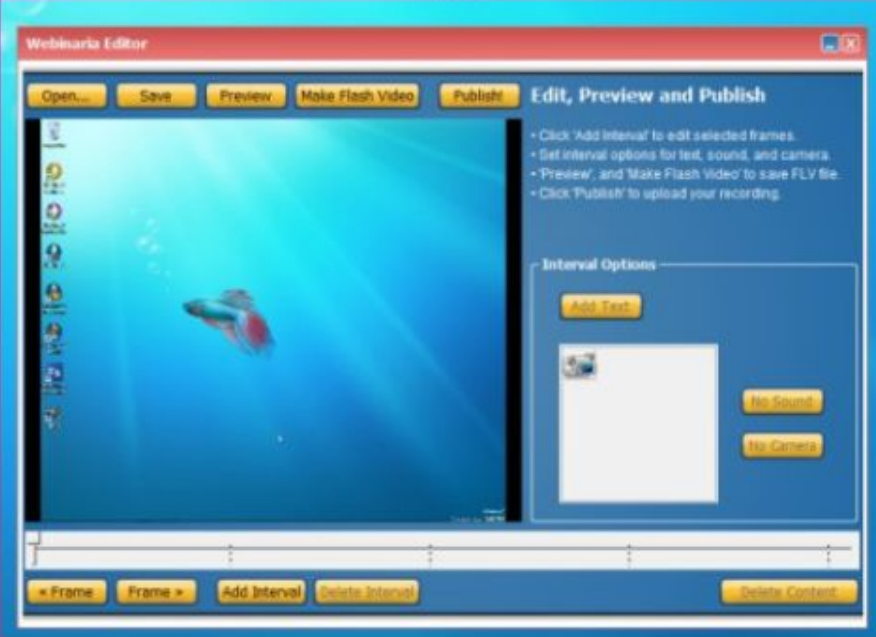 Webinaria Editor
Open... Save Preview Make Flash Video Publish!
Edit, Preview and Publish
• Click 'Add Interval' to edit selected frames.
• Set interval options for text, sound, and camera.
• 'Preview', and 'Make Flash Video' to save FLV file.
• Click 'Publish' to upload your recording.
Interval Options
Add Text
No Sound
No Camera
« Frame Frame » Add Interval Delete Interval Delete Content